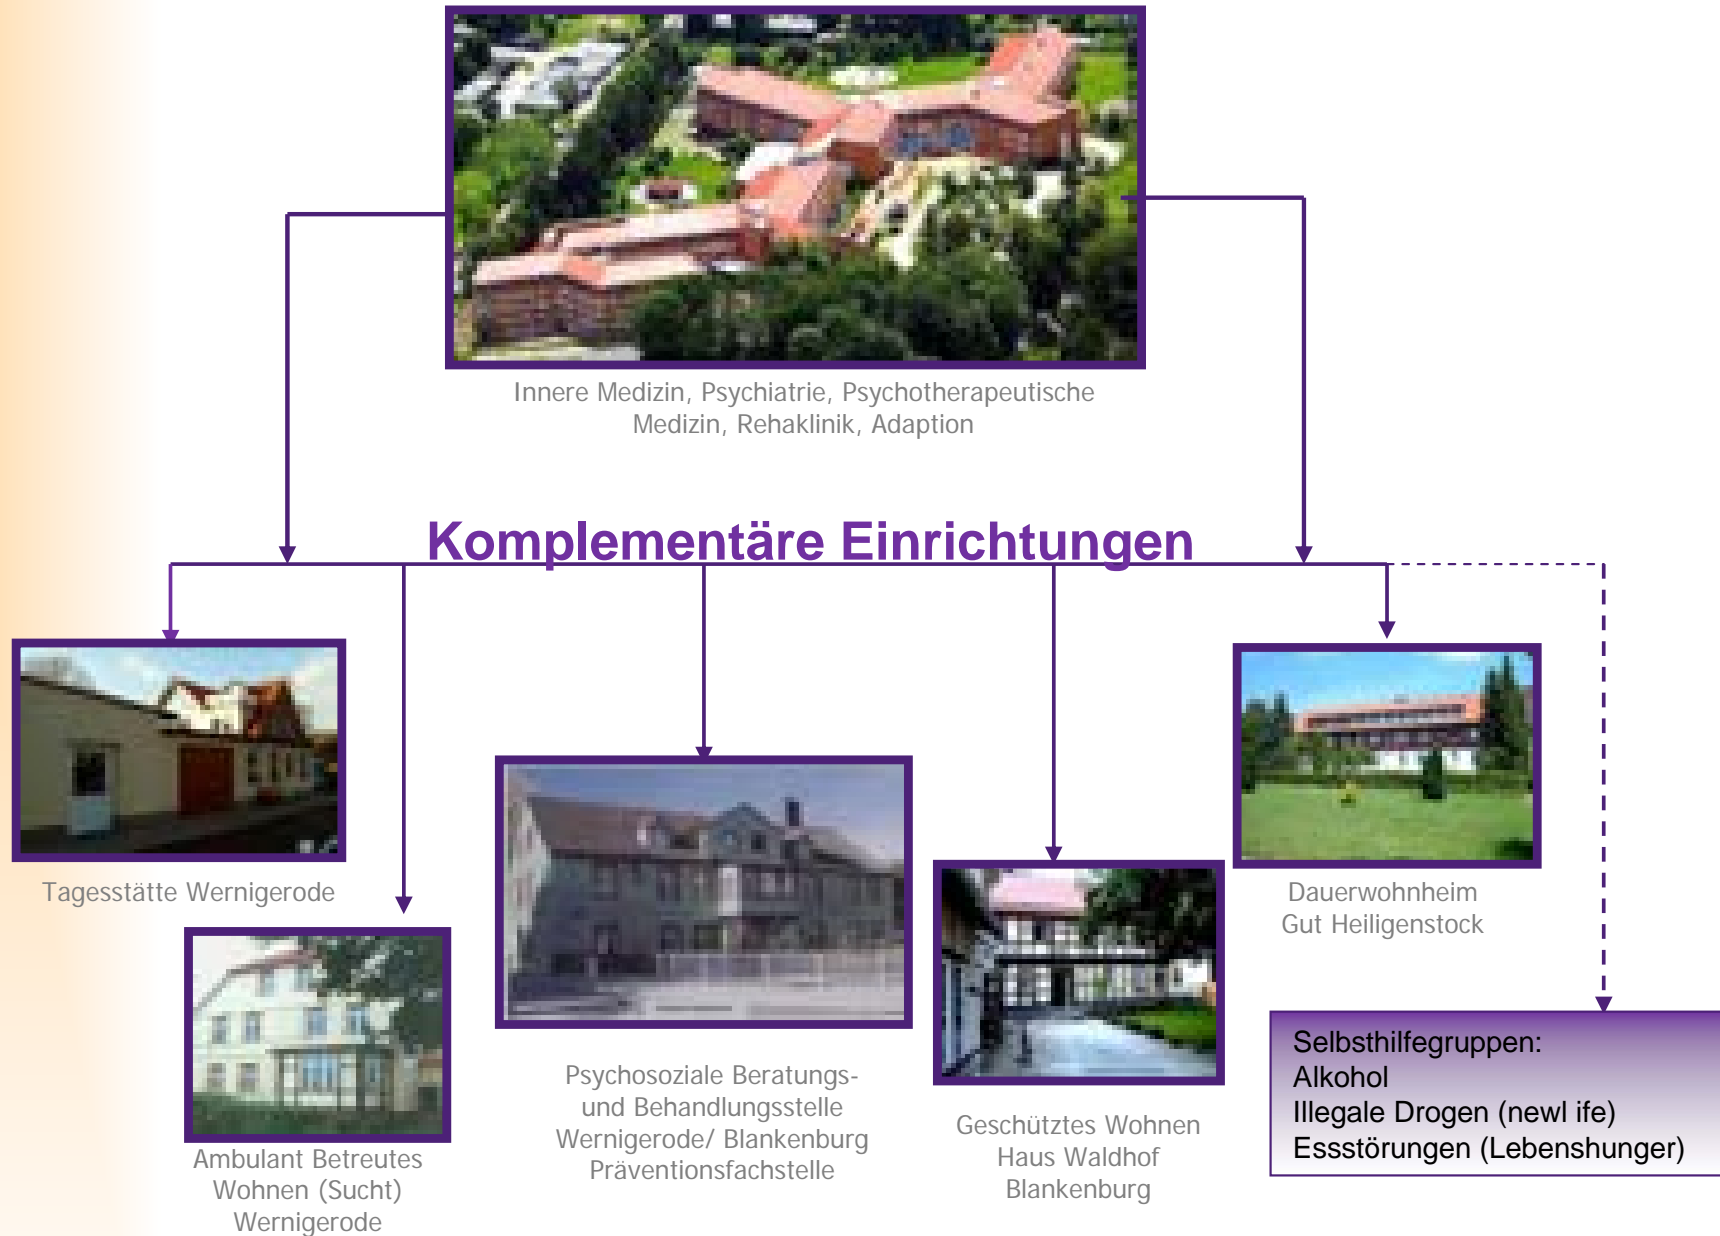 Innere Medizin, Psychiatrie, Psychotherapeutische
Medizin, Rehaklinik, Adaption
Komplementäre Einrichtungen
Tagesstätte Wernigerode
Ambulant Betreutes
Wohnen (Sucht)
Wernigerode
Psychosoziale Beratungs-
und Behandlungsstelle
Wernigerode/ Blankenburg
Präventionsfachstelle
Geschütztes Wohnen
Haus Waldhof
Blankenburg
Dauerwohnheim
Gut Heiligenstock
Selbsthilfegruppen:
Alkohol
Illegale Drogen (newl ife)
Essstörungen (Lebenshunger)